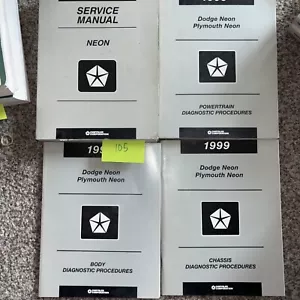 SERVICE
MANUAL
NEON
Dodge Neon
Plymouth Neon
POWERTRAIN
DIAGNOSTIC PROCEDURES
105
Dodge Neon
Plymouth Neon
BODY
DIAGNOSTIC PROCEDURES
1999
Dodge Neon
Plymouth Neon
CHASSIS
DIAGNOSTIC PROCEDURES